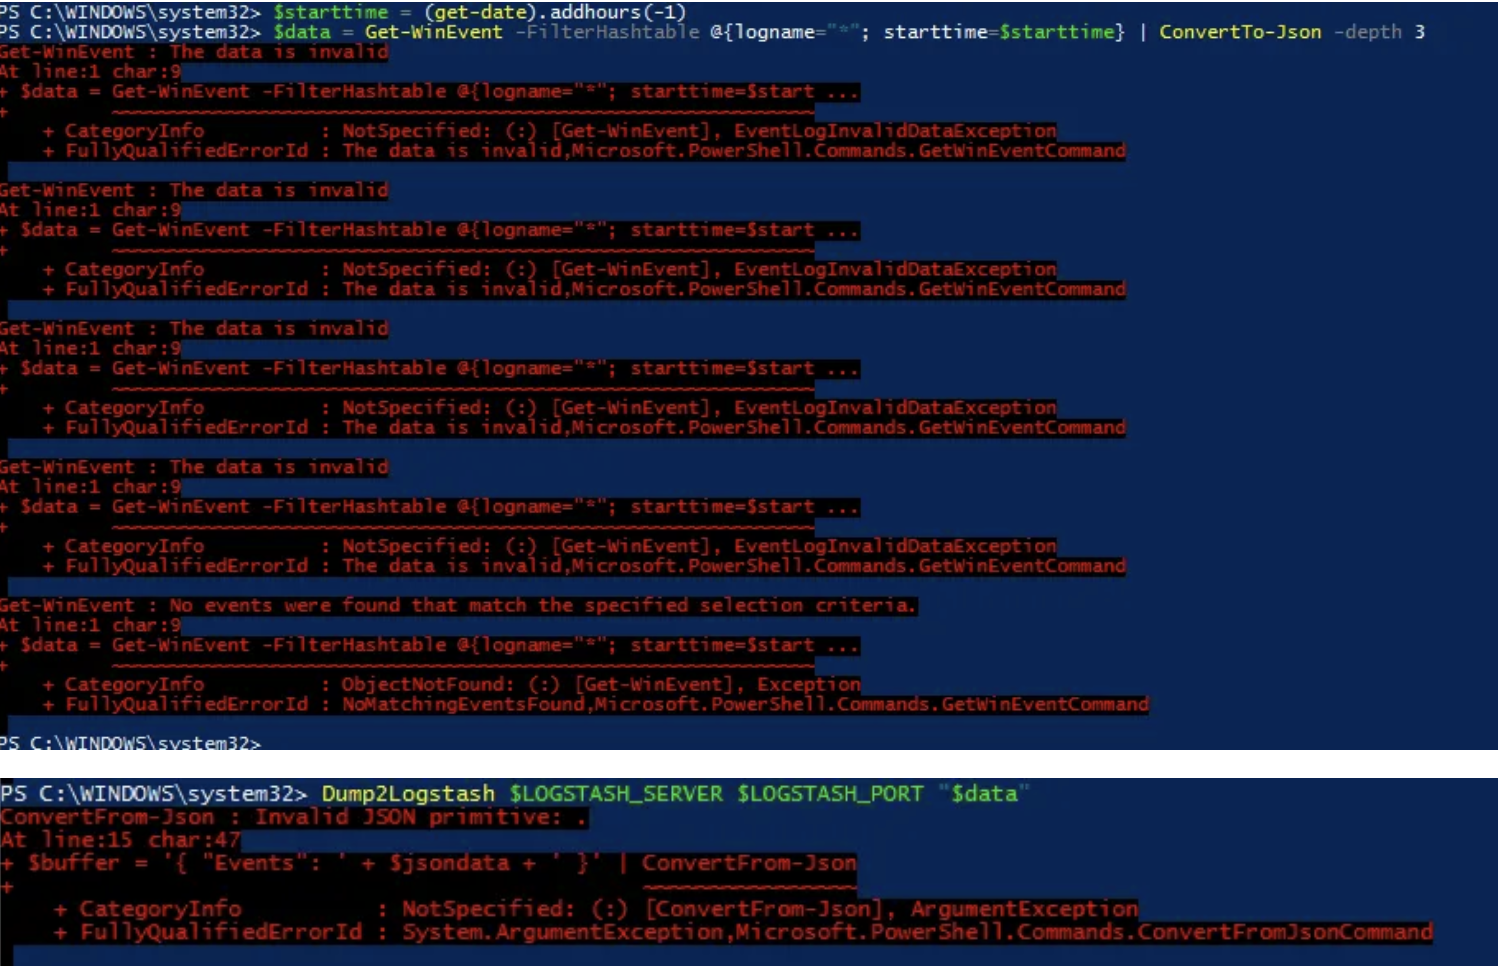 PS C:\WINDOWS\system32> $starttime = (get-date).addhours(-1)
PS C:\WINDOWS\system32> $data = Get-WinEvent -FilterHashtable @{logname="*"; starttime=$starttime} | ConvertTo-Json -depth 3
Get-WinEvent : The data is invalid
At line:1 char:9
+ $data = Get-WinEvent -FilterHashtable @{logname="*"; starttime=$start ...
+         ~~~~~~~~~~~~~~~~~~~~~~~~~~~~~~~~~~~~~~~~~~~~~~~~~~~~~~~~~~~~~
    + CategoryInfo          : NotSpecified: (:) [Get-WinEvent], EventLogInvalidDataException
    + FullyQualifiedErrorId : The data is invalid,Microsoft.PowerShell.Commands.GetWinEventCommand
Get-WinEvent : The data is invalid
At line:1 char:9
+ $data = Get-WinEvent -FilterHashtable @{logname="*"; starttime=$start ...
+         ~~~~~~~~~~~~~~~~~~~~~~~~~~~~~~~~~~~~~~~~~~~~~~~~~~~~~~~~~~~~~
    + CategoryInfo          : NotSpecified: (:) [Get-WinEvent], EventLogInvalidDataException
    + FullyQualifiedErrorId : The data is invalid,Microsoft.PowerShell.Commands.GetWinEventCommand
Get-WinEvent : The data is invalid
At line:1 char:9
+ $data = Get-WinEvent -FilterHashtable @{logname="*"; starttime=$start ...
+         ~~~~~~~~~~~~~~~~~~~~~~~~~~~~~~~~~~~~~~~~~~~~~~~~~~~~~~~~~~~~~
    + CategoryInfo          : NotSpecified: (:) [Get-WinEvent], EventLogInvalidDataException
    + FullyQualifiedErrorId : The data is invalid,Microsoft.PowerShell.Commands.GetWinEventCommand
Get-WinEvent : The data is invalid
At line:1 char:9
+ $data = Get-WinEvent -FilterHashtable @{logname="*"; starttime=$start ...
+         ~~~~~~~~~~~~~~~~~~~~~~~~~~~~~~~~~~~~~~~~~~~~~~~~~~~~~~~~~~~~~
    + CategoryInfo          : NotSpecified: (:) [Get-WinEvent], EventLogInvalidDataException
    + FullyQualifiedErrorId : The data is invalid,Microsoft.PowerShell.Commands.GetWinEventCommand
Get-WinEvent : No events were found that match the specified selection criteria.
At line:1 char:9
+ $data = Get-WinEvent -FilterHashtable @{logname="*"; starttime=$start ...
+         ~~~~~~~~~~~~~~~~~~~~~~~~~~~~~~~~~~~~~~~~~~~~~~~~~~~~~~~~~~~~~
    + CategoryInfo          : ObjectNotFound: (:) [Get-WinEvent], Exception
    + FullyQualifiedErrorId : NoMatchingEventsFound,Microsoft.PowerShell.Commands.GetWinEventCommand
PS C:\WINDOWS\system32>
PS C:\WINDOWS\system32> Dump2Logstash $LOGSTASH_SERVER $LOGSTASH_PORT "$data"
ConvertFrom-Json : Invalid JSON primitive: .
At line:15 char:47
+ $buffer = '{ "Events": ' + $jsondata + ' }' | ConvertFrom-Json
+                                               ~~~~~~~~~~~~~~~~
    + CategoryInfo          : NotSpecified: (:) [ConvertFrom-Json], ArgumentException
    + FullyQualifiedErrorId : System.ArgumentException,Microsoft.PowerShell.Commands.ConvertFromJsonCommand